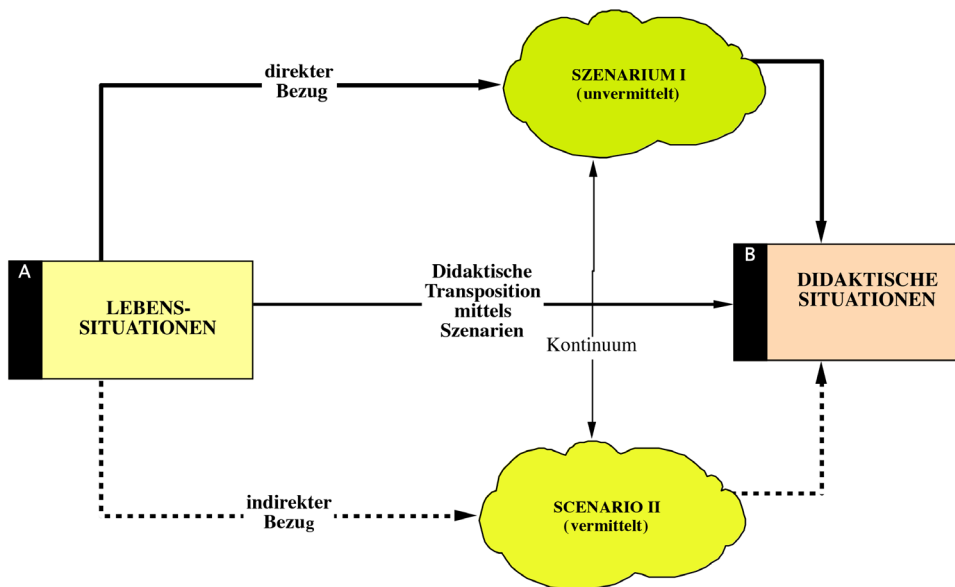 direkter
Bezug
SZENARIUM I
(unvermittelt)
A
LEBENS-
SITUATIONEN
Didaktische
Transposition
mittels
Szenarien
Kontinuum
B
DIDAKTISCHE
SITUATIONEN
indirekter
Bezug
SCENARIO II
(vermittelt)